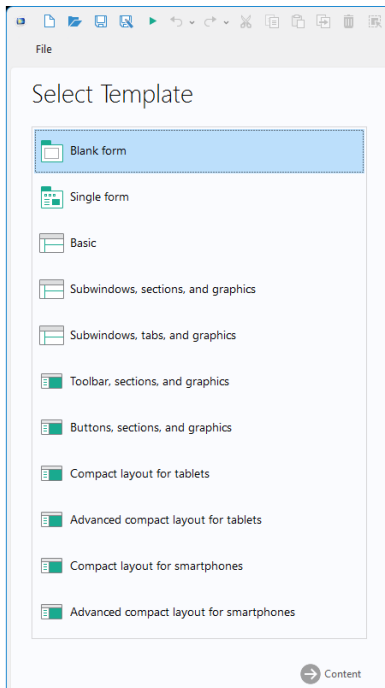 File
Select Template
Blank form
Single form
Basic
Subwindows, sections, and graphics
Subwindows, tabs, and graphics
Toolbar, sections, and graphics
Buttons, sections, and graphics
Compact layout for tablets
Advanced compact layout for tablets
Compact layout for smartphones
Advanced compact layout for smartphones
Content